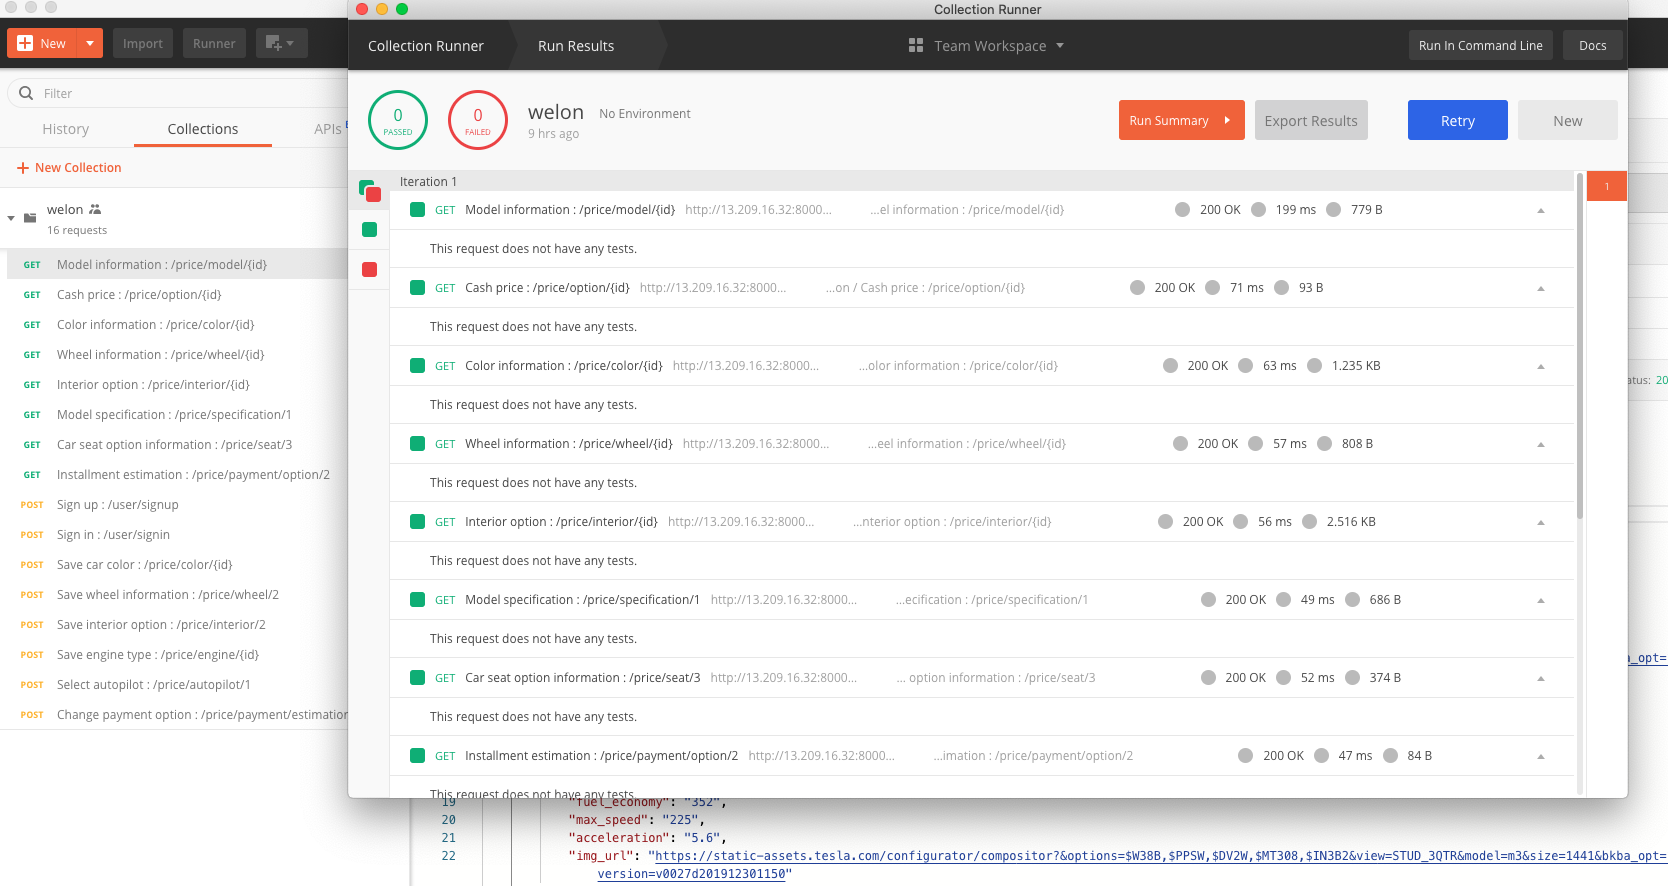 Collection Runner
New
Import
Runner
Collection Runner
Run Results
Team Workspace
Run In Command Line
Docs
Filter
History
Collections
APIs
New Collection
welon
16 requests
GET Model information : /price/model/{id}
GET Cash price : /price/option/{id}
GET Color information : /price/color/{id}
GET Wheel information : /price/wheel/{id}
GET Interior option : /price/interior/{id}
GET Model specification : /price/specification/1
GET Car seat option information : /price/seat/3
GET Installment estimation : /price/payment/option/2
POST Sign up : /user/signup
POST Sign in : /user/signin
POST Save car color : /price/color/{id}
POST Save wheel information : /price/wheel/2
POST Save interior option : /price/interior/2
POST Save engine type : /price/engine/{id}
POST Select autopilot : /price/autopilot/1
POST Change payment option : /price/payment/estimation
0 PASSED
0 FAILED
welon No Environment
9 hrs ago
Run Summary
Export Results
Retry
New
Iteration 1
1
GET Model information : /price/model/{id} http://13.209.16.32:8000... ...el information : /price/model/{id} 200 OK 199 ms 779 B
This request does not have any tests.
GET Cash price : /price/option/{id} http://13.209.16.32:8000... ...on / Cash price : /price/option/{id} 200 OK 71 ms 93 B
This request does not have any tests.
GET Color information : /price/color/{id} http://13.209.16.32:8000... ...olor information : /price/color/{id} 200 OK 63 ms 1.235 KB
This request does not have any tests.
GET Wheel information : /price/wheel/{id} http://13.209.16.32:8000... ...eel information : /price/wheel/{id} 200 OK 57 ms 808 B
This request does not have any tests.
GET Interior option : /price/interior/{id} http://13.209.16.32:8000... ...nterior option : /price/interior/{id} 200 OK 56 ms 2.516 KB
This request does not have any tests.
GET Model specification : /price/specification/1 http://13.209.16.32:8000... ...ecification : /price/specification/1 200 OK 49 ms 686 B
This request does not have any tests.
GET Car seat option information : /price/seat/3 http://13.209.16.32:8000... ... option information : /price/seat/3 200 OK 52 ms 374 B
This request does not have any tests.
GET Installment estimation : /price/payment/option/2 http://13.209.16.32:8000... ...imation : /price/payment/option/2 200 OK 47 ms 84 B
This request does not have any tests.
atus: 20
_opt=
19 "fuel_economy": "352",
20 "max_speed": "225",
21 "acceleration": "5.6",
22 "img_url": "https://static-assets.tesla.com/configurator/compositor?&options=$W38B,$PPSW,$DV2W,$MT308,$IN3B2&view=STUD_3QTR&model=m3&size=1441&bkba_opt=
version=v0027d201912301150"